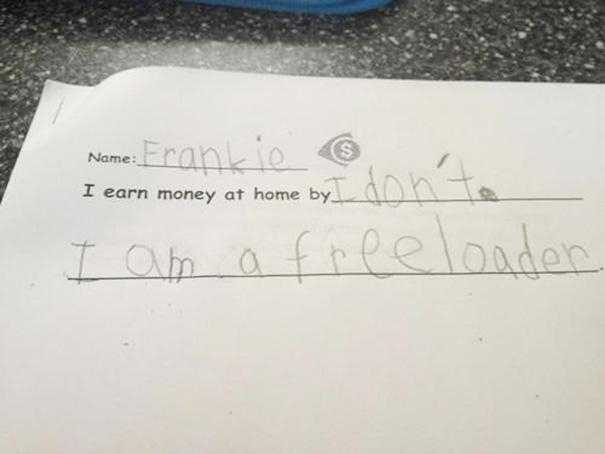 Name: Frankie $
I earn money at home by I don't.
I am a freeloader.